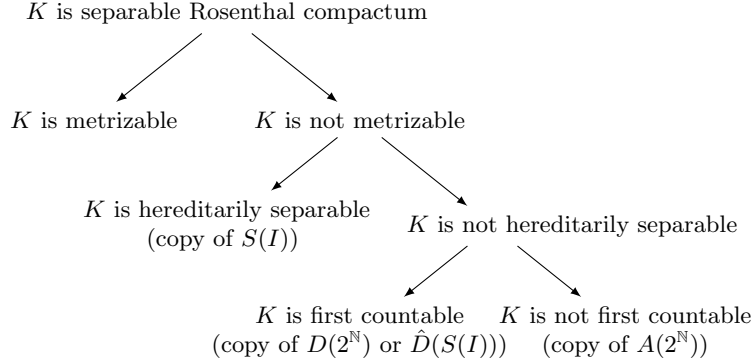 K is separable Rosenthal compactum
K is metrizable
K is not metrizable
K is hereditarily separable
(copy of S(I))
K is not hereditarily separable
K is first countable
(copy of D(2^ℕ) or D̂(S(I)))
K is not first countable
(copy of A(2^ℕ))